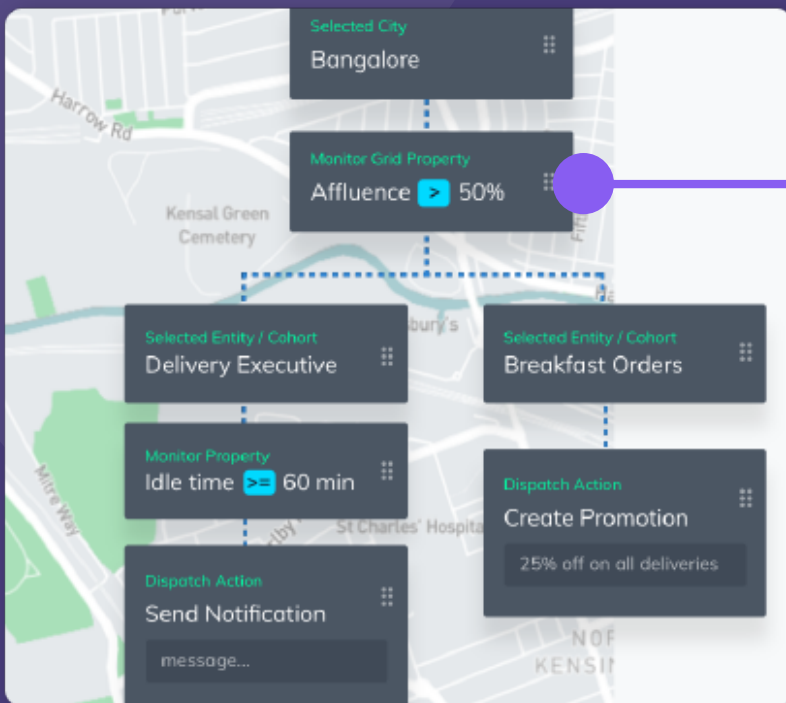 Selected City
Bangalore
Harrow Rd
Monitor Grid Property
Affluence > 50%
Kensal Green
Cemetery
Selected Entity / Cohort
Delivery Executive
Selected Entity / Cohort
Breakfast Orders
Monitor Property
Idle time >= 60 min
Mitre Way
St Charles' Hospita
Dispatch Action
Create Promotion
25% off on all deliveries
Dispatch Action
Send Notification
message...